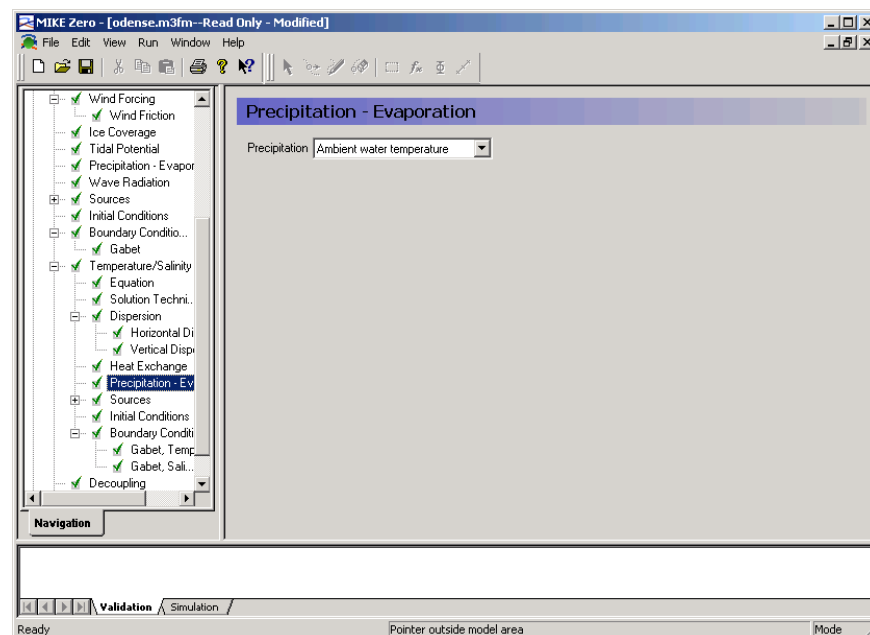 MIKE Zero - [odense.m3fm--Read Only - Modified]
File Edit View Run Window Help
Wind Forcing
Wind Friction
Ice Coverage
Tidal Potential
Precipitation - Evapor
Wave Radiation
Sources
Initial Conditions
Boundary Conditio...
Gabet
Temperature/Salinity
Equation
Solution Techni..
Dispersion
Horizontal Di
Vertical Dispe
Heat Exchange
Precipitation - Ev
Sources
Initial Conditions
Boundary Conditi
Gabet, Temp
Gabet, Sali...
Decoupling
Navigation
Precipitation - Evaporation
Precipitation Ambient water temperature
Validation Simulation
Ready Pointer outside model area Mode